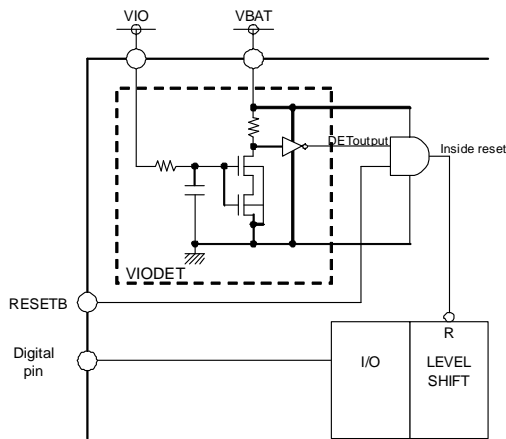 VIO
VBAT
DEToutput
Inside reset
VIODET
RESETB
R
Digital
pin
I/O
LEVEL
SHIFT